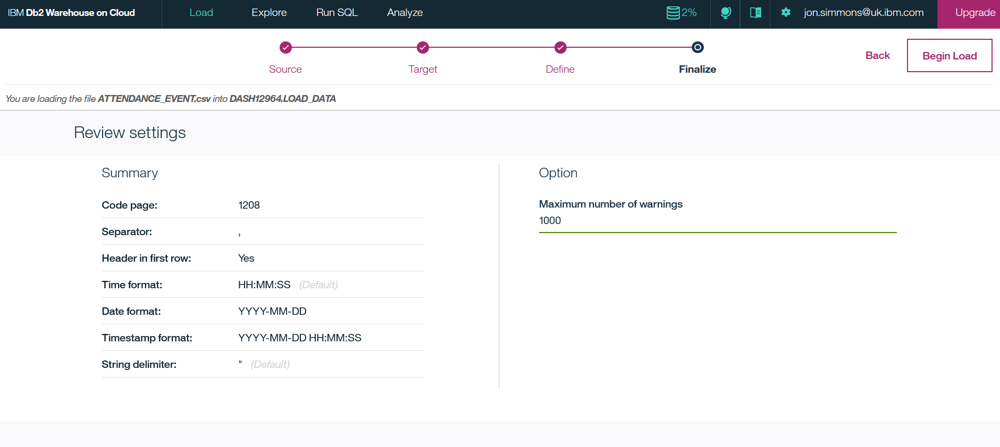 IBM Db2 Warehouse on Cloud Load Explore Run SQL Analyze 2% jon.simmons@uk.ibm.com Upgrade
Source Target Define Finalize Back Begin Load
You are loading the file ATTENDANCE_EVENT.csv into DASH12964.LOAD_DATA
Review settings
Summary
Code page: 1208
Separator: ,
Header in first row: Yes
Time format: HH:MM:SS (Default)
Date format: YYYY-MM-DD
Timestamp format: YYYY-MM-DD HH:MM:SS
String delimiter: " (Default)
Option
Maximum number of warnings
1000